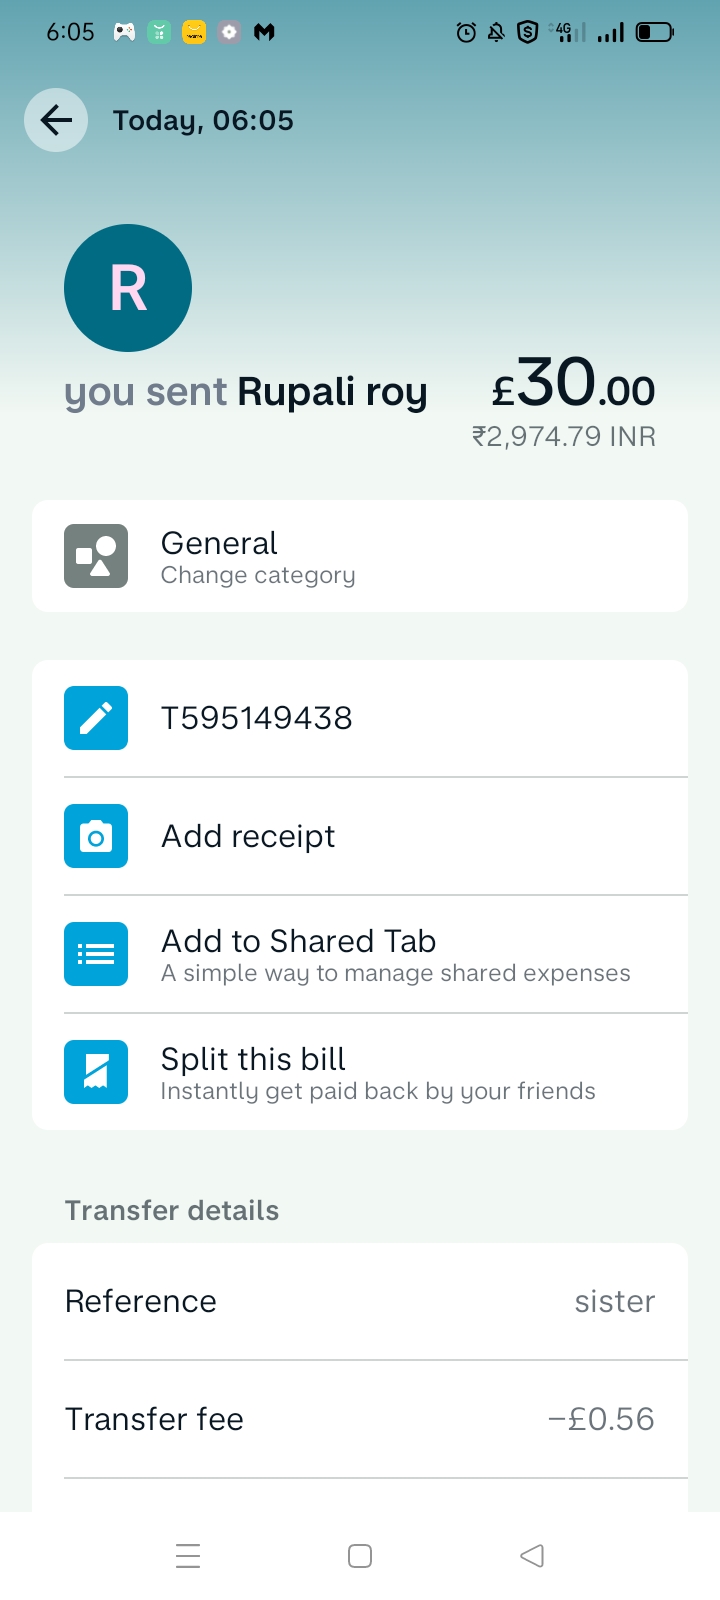 6:05
4G
Today, 06:05
R
you sent Rupali roy
£30.00
₹2,974.79 INR
General
Change category
T595149438
Add receipt
Add to Shared Tab
A simple way to manage shared expenses
Split this bill
Instantly get paid back by your friends
Transfer details
Reference sister
Transfer fee –£0.56